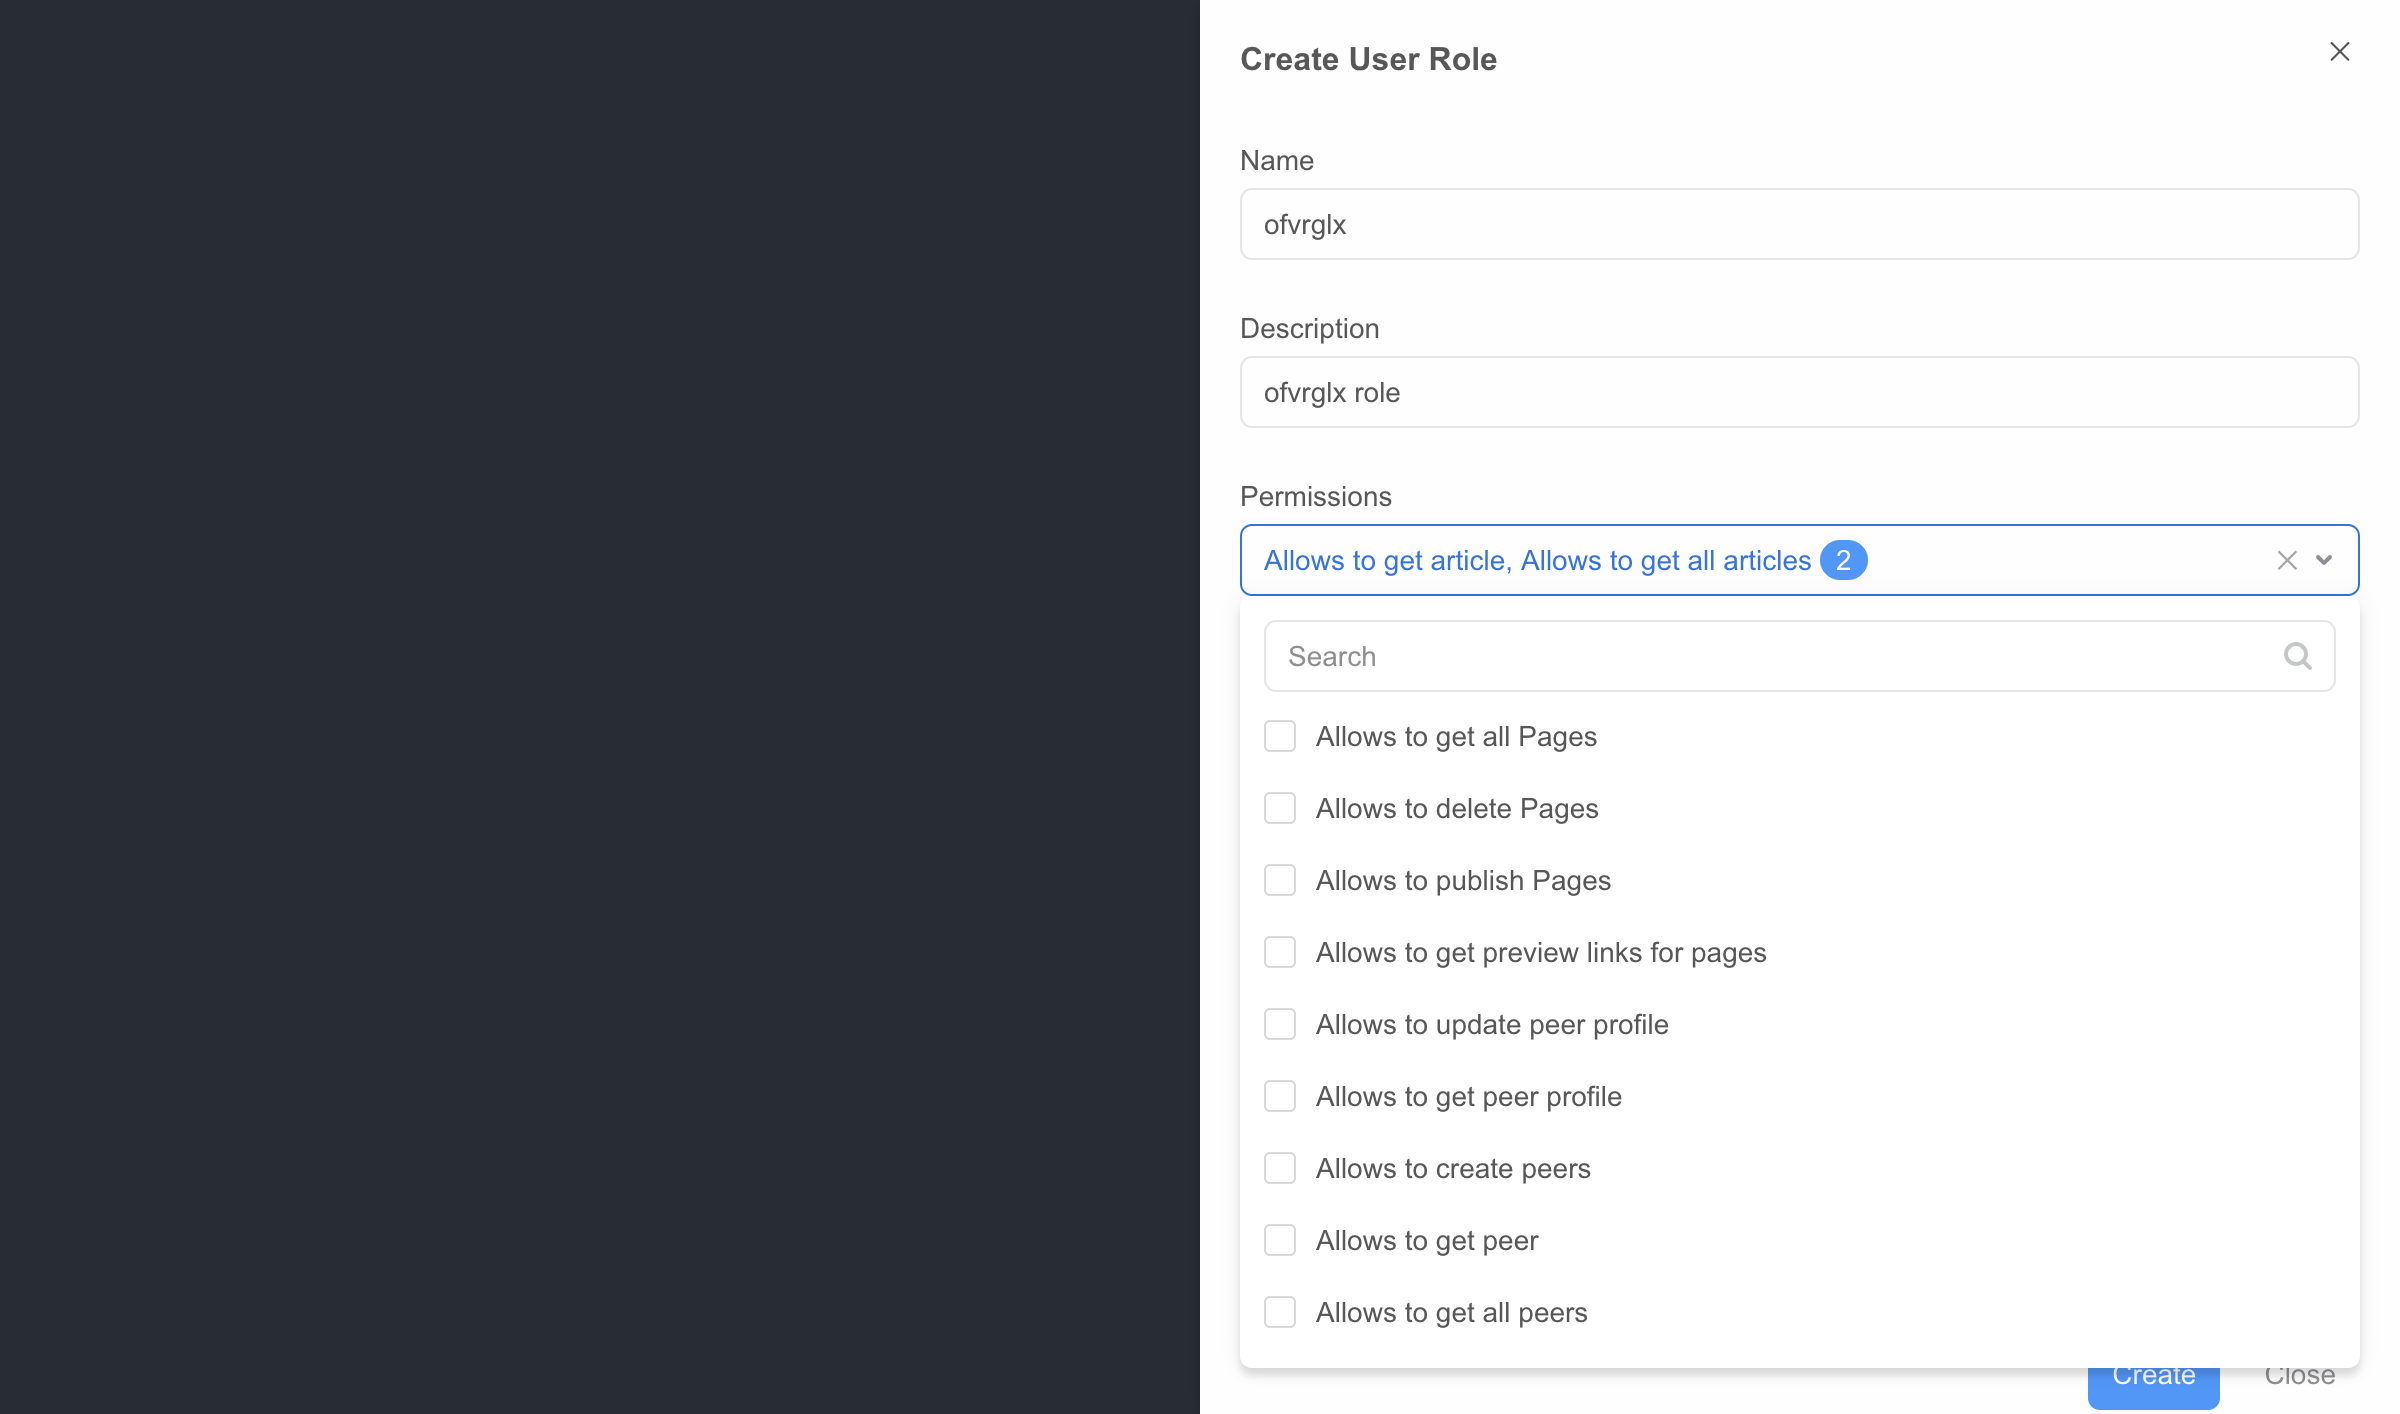 Create User Role
Name
ofvrglx
Description
ofvrglx role
Permissions
Allows to get article, Allows to get all articles 2
Search
Allows to get all Pages
Allows to delete Pages
Allows to publish Pages
Allows to get preview links for pages
Allows to update peer profile
Allows to get peer profile
Allows to create peers
Allows to get peer
Allows to get all peers
Create Close